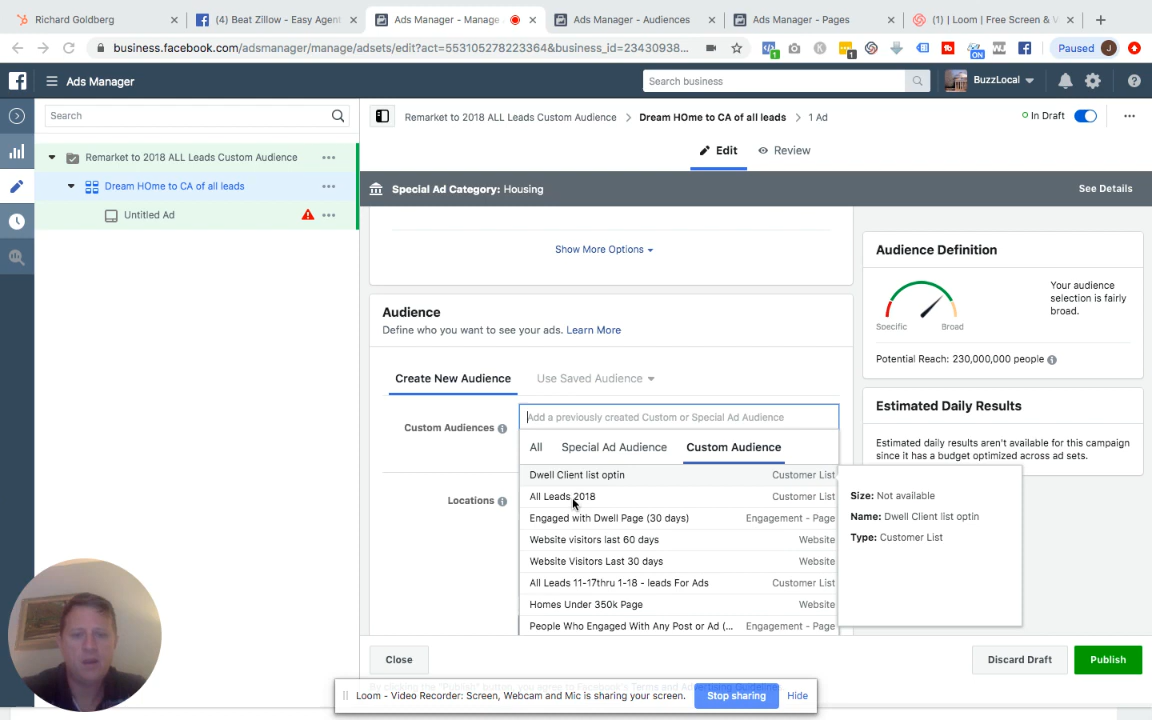 Richard Goldberg
(4) Beat Zillow - Easy Agent
Ads Manager - Manage
Ads Manager - Audiences
Ads Manager - Pages
(1) | Loom | Free Screen & V
business.facebook.com/adsmanager/manage/adsets/edit?act=553105278223364&business_id=23430938...
Paused
J
Ads Manager
Search business
BuzzLocal
Search
Remarket to 2018 ALL Leads Custom Audience
Dream HOme to CA of all leads
1 Ad
In Draft
Remarket to 2018 ALL Leads Custom Audience
Dream HOme to CA of all leads
Untitled Ad
Edit
Review
Special Ad Category: Housing
See Details
Show More Options
Audience
Define who you want to see your ads. Learn More
Create New Audience
Use Saved Audience
Custom Audiences
Add a previously created Custom or Special Ad Audience
All
Special Ad Audience
Custom Audience
Dwell Client list optin
Customer List
All Leads 2018
Customer List
Engaged with Dwell Page (30 days)
Engagement - Page
Website visitors last 60 days
Website
Website Visitors Last 30 days
Website
All Leads 11-17thru 1-18 - leads For Ads
Customer List
Homes Under 350k Page
Website
People Who Engaged With Any Post or Ad (...
Engagement - Page
Locations
Size: Not available
Name: Dwell Client list optin
Type: Customer List
Audience Definition
Specific
Broad
Your audience
selection is fairly
broad.
Potential Reach: 230,000,000 people
Estimated Daily Results
Estimated daily results aren't available for this campaign
since it has a budget optimized across ad sets.
Close
Discard Draft
Publish
Loom - Video Recorder: Screen, Webcam and Mic is sharing your screen.
Stop sharing
Hide